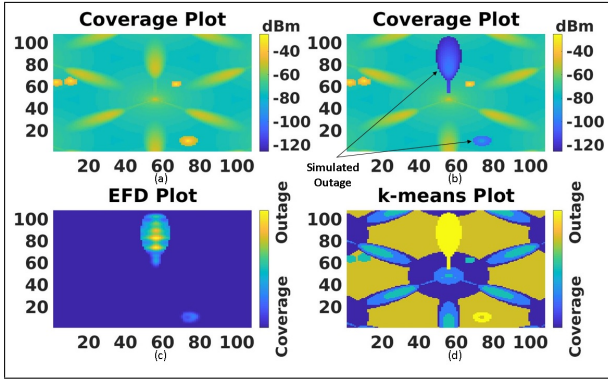 Coverage Plot
dBm
100
80
60
40
20
-40
-60
-80
-100
-120
20 40 60 80 100
(a)
Coverage Plot
dBm
100
80
60
40
20
-40
-60
-80
-100
-120
Simulated
Outage
20 40 60 80 100
(b)
EFD Plot
100
80
60
40
20
Outage
Coverage
20 40 60 80 100
(c)
k-means Plot
100
80
60
40
20
Outage
Coverage
20 40 60 80 100
(d)